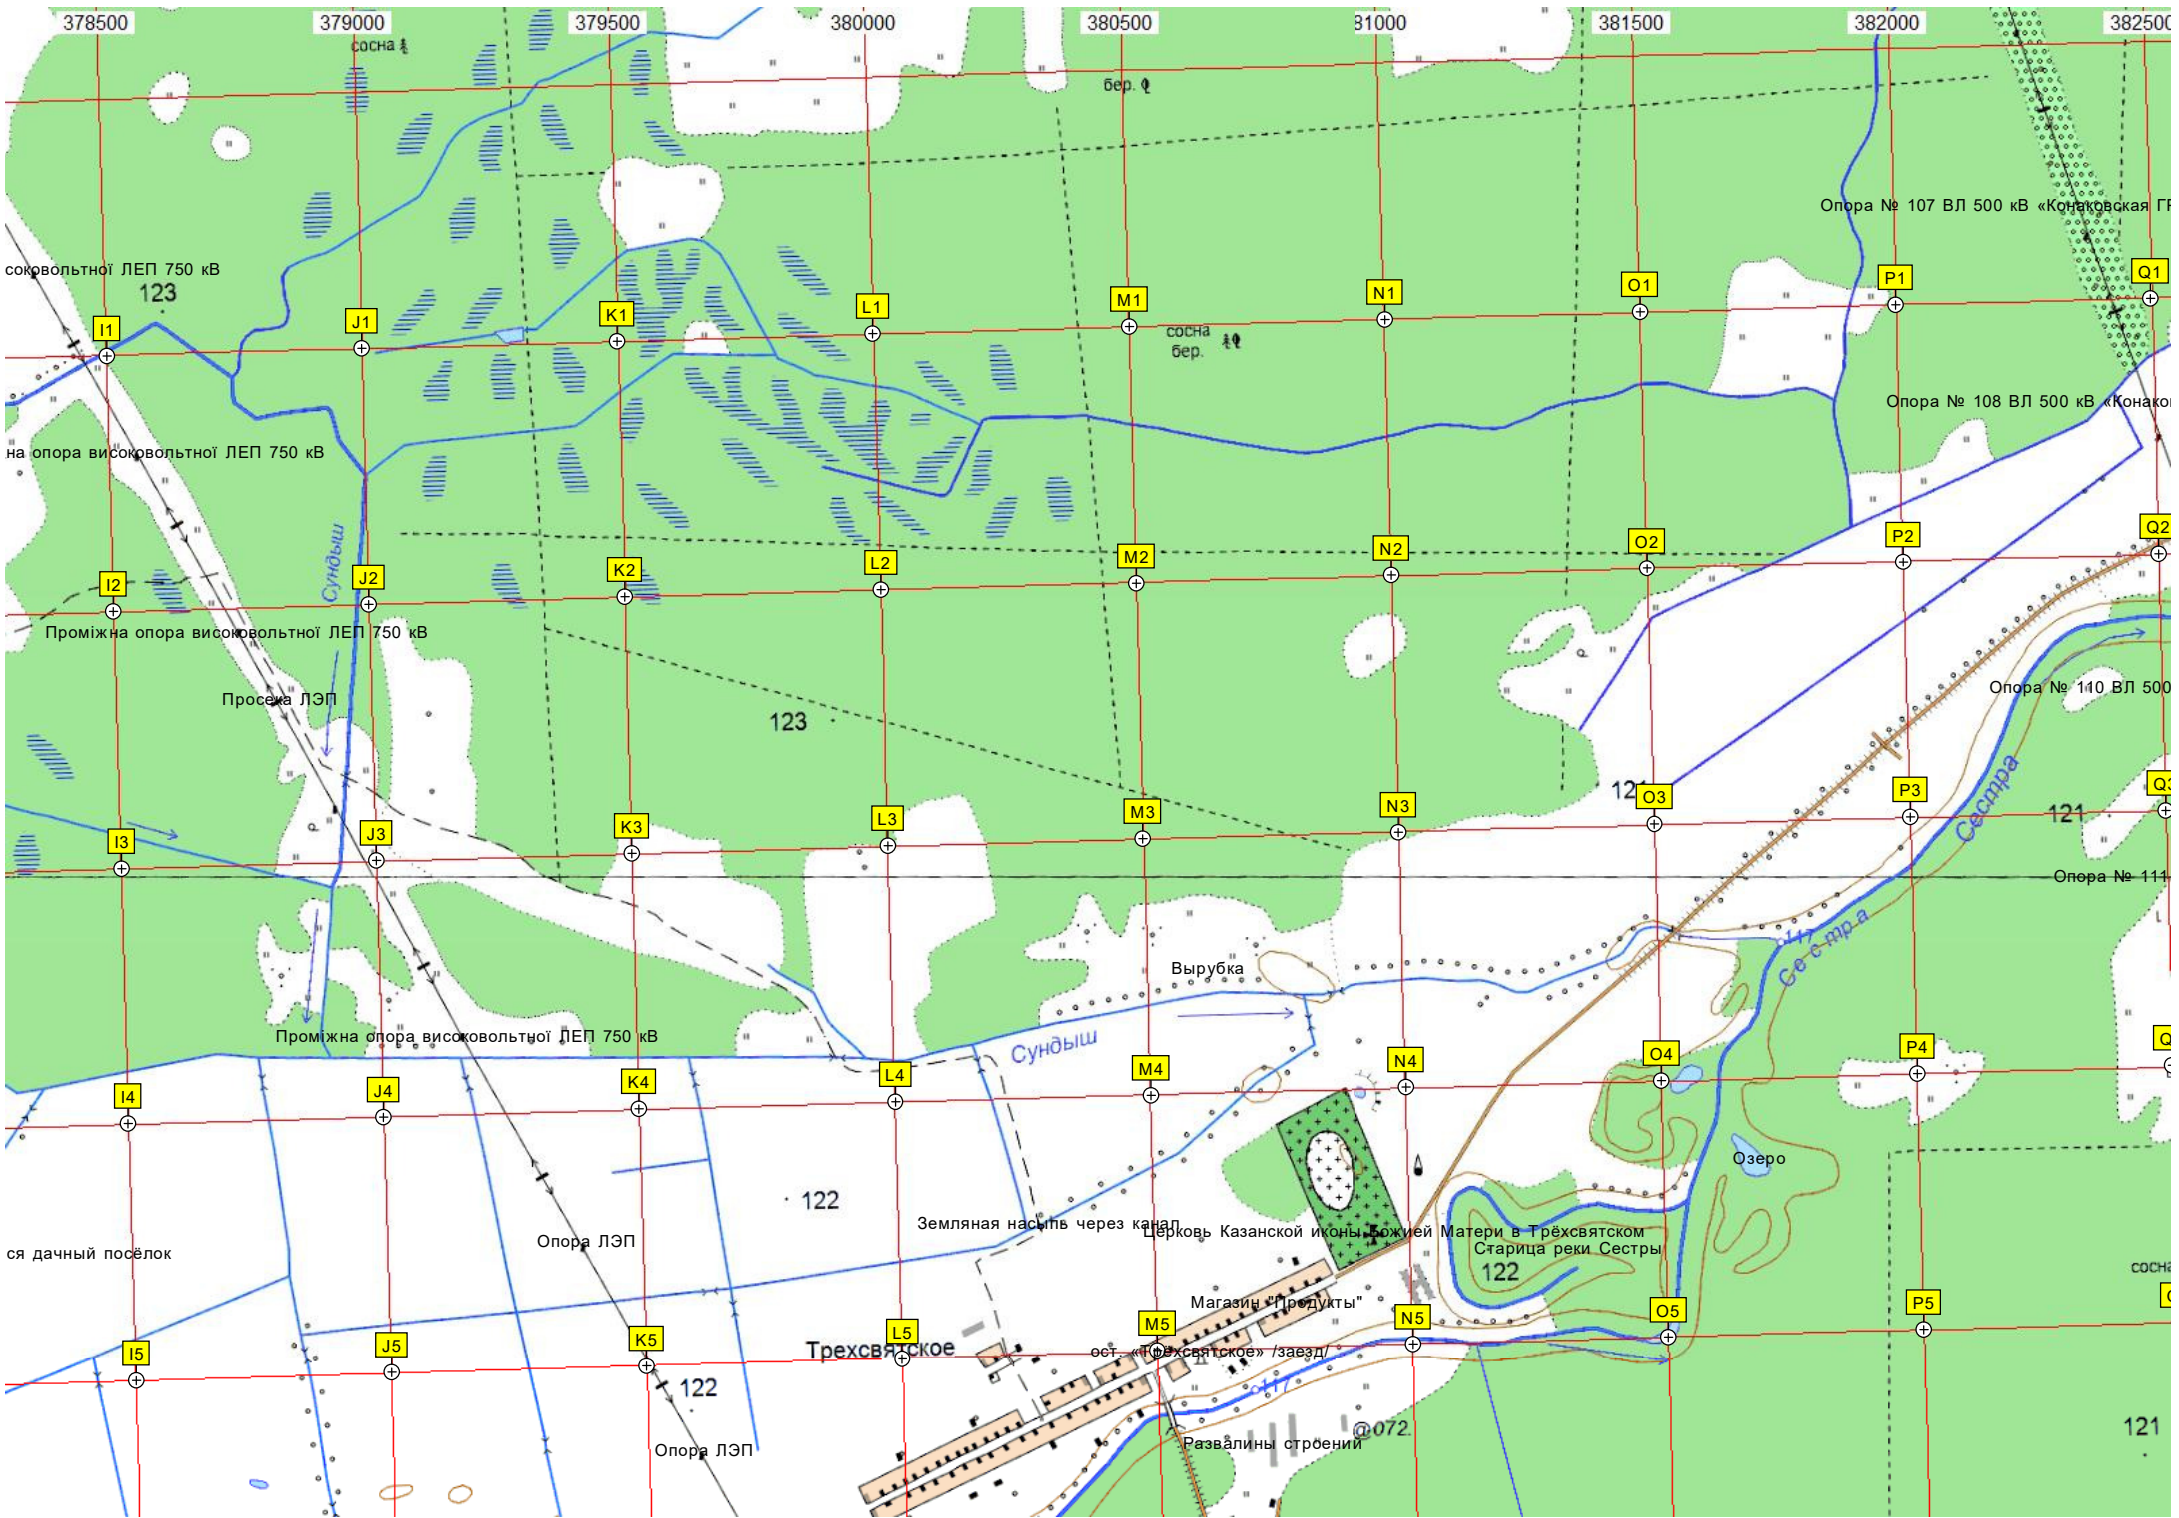 378500 379000 379500 380000 380500 81000 381500 382000 382500
сосна
бер.
Опора № 107 ВЛ 500 кВ «Конаковская ГР
соковольтної ЛЕП 750 кВ
123
I1 J1 K1 L1 M1 N1 O1 P1 Q1
сосна
бер.
Опора № 108 ВЛ 500 кВ «Конако
на опора високовольтної ЛЕП 750 кВ
Сундыш
I2 J2 K2 L2 M2 N2 O2 P2 Q2
Проміжна опора високовольтної ЛЕП 750 кВ
Опора № 110 ВЛ 500
Просека ЛЭП
123
Сестра
121
I3 J3 K3 L3 M3 N3 O3 P3 Q3
Опора № 111
117
Сестра
Вырубка
Проміжна опора високовольтної ЛЕП 750 кВ
Сундыш
I4 J4 K4 L4 M4 N4 O4 P4 Q
Озеро
122
Земляная насыпь через канал
Церковь Казанской иконы Божией Матери в Трёхсвятском
Опора ЛЭП
Старица реки Сестры
ся дачный посёлок
122
сосна
Магазин "Продукты"
I5 J5 K5 L5 M5 N5 O5 P5
Трехсвятское
ост. «Трёхсвятское» /заезд/
122
117
@072.
121
Развалины строений
Опора ЛЭП